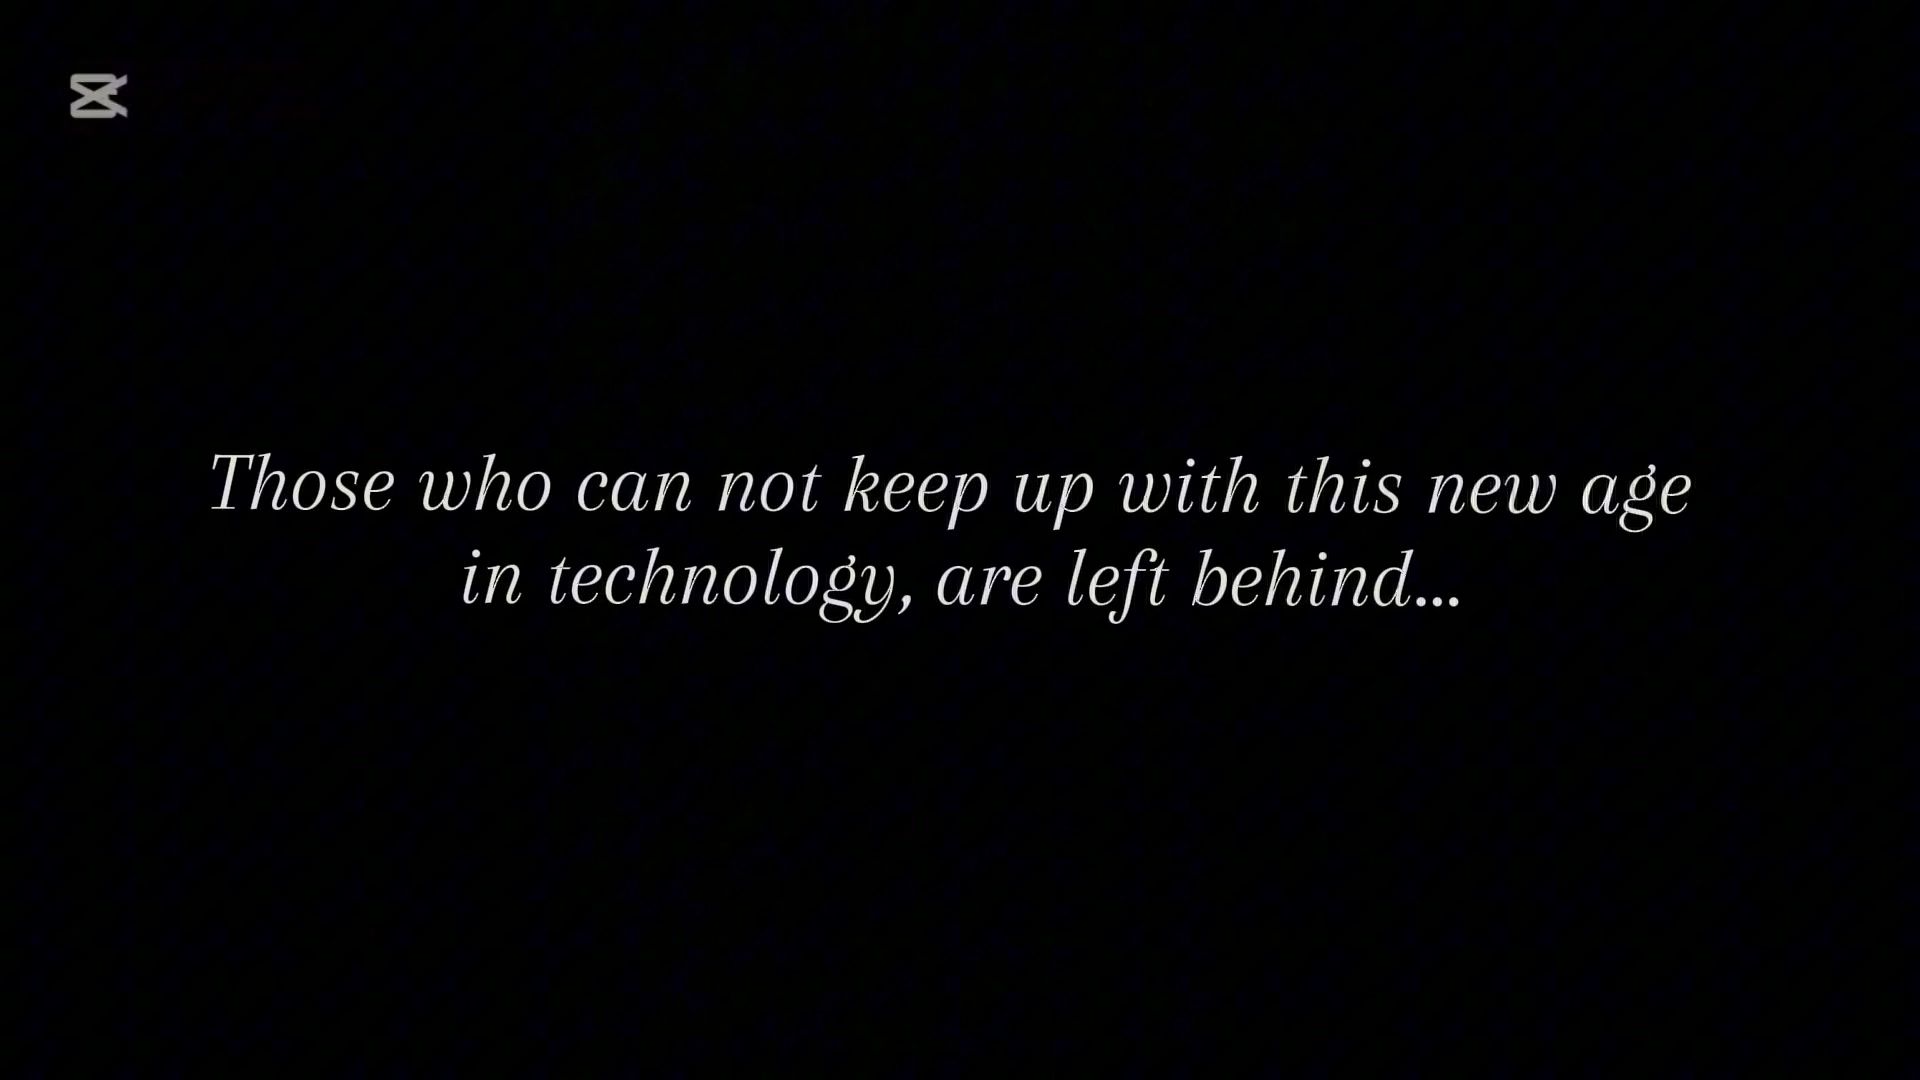 Those who can not keep up with this new age
in technology, are left behind...